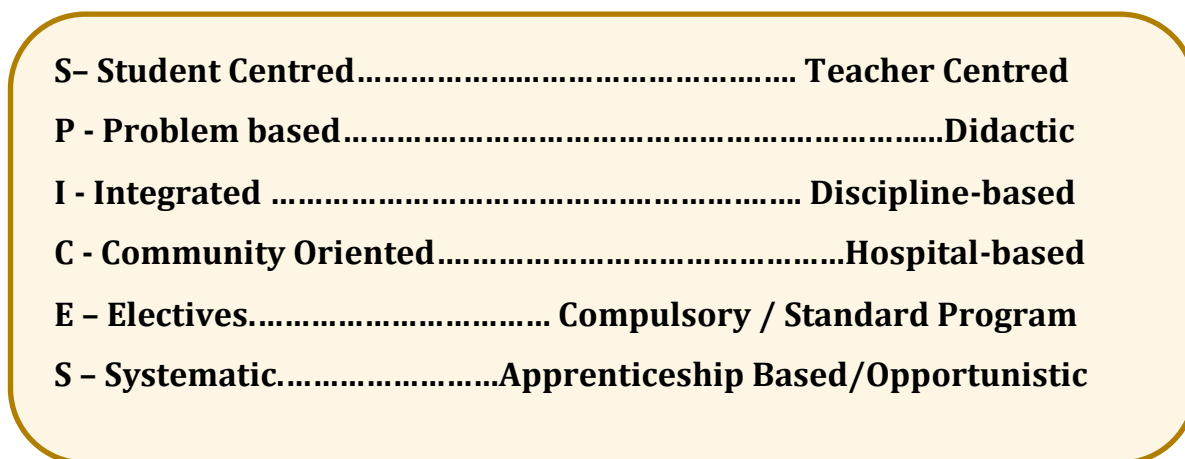 S– Student Centred……………………………………… Teacher Centred
P - Problem based……………………………………………………………Didactic
I - Integrated …………………………………………………… Discipline-based
C - Community Oriented………………………………………Hospital-based
E – Electives.…………………………… Compulsory / Standard Program
S – Systematic.……………………Apprenticeship Based/Opportunistic